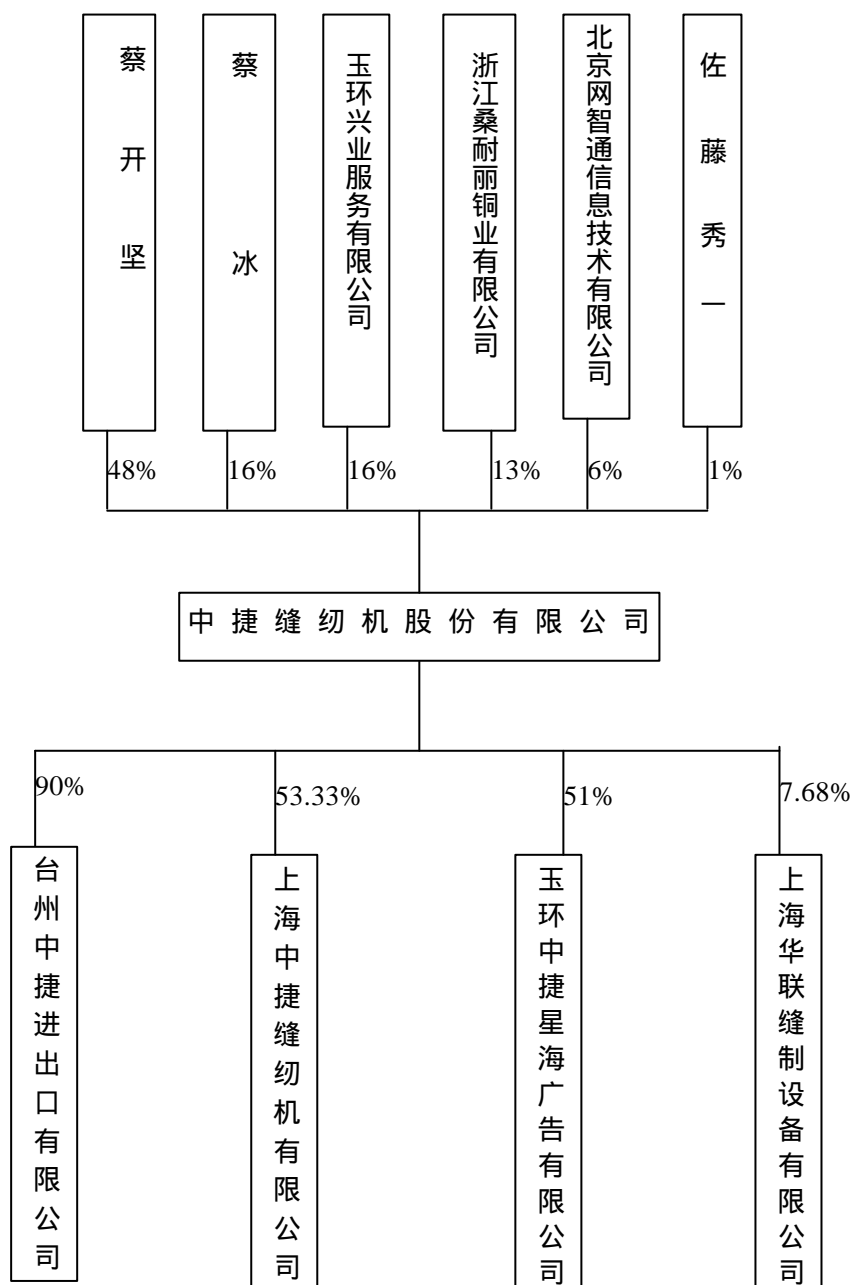 蔡开坚
蔡冰
玉环兴业服务有限公司
浙江桑耐丽铜业有限公司
北京网智通信息技术有限公司
佐藤秀一
48%
16%
16%
13%
6%
1%
中捷缝纫机股份有限公司
90%
53.33%
51%
7.68%
台州中捷进出口有限公司
上海中捷缝纫机有限公司
玉环中捷星海广告有限公司
上海华联缝制设备有限公司